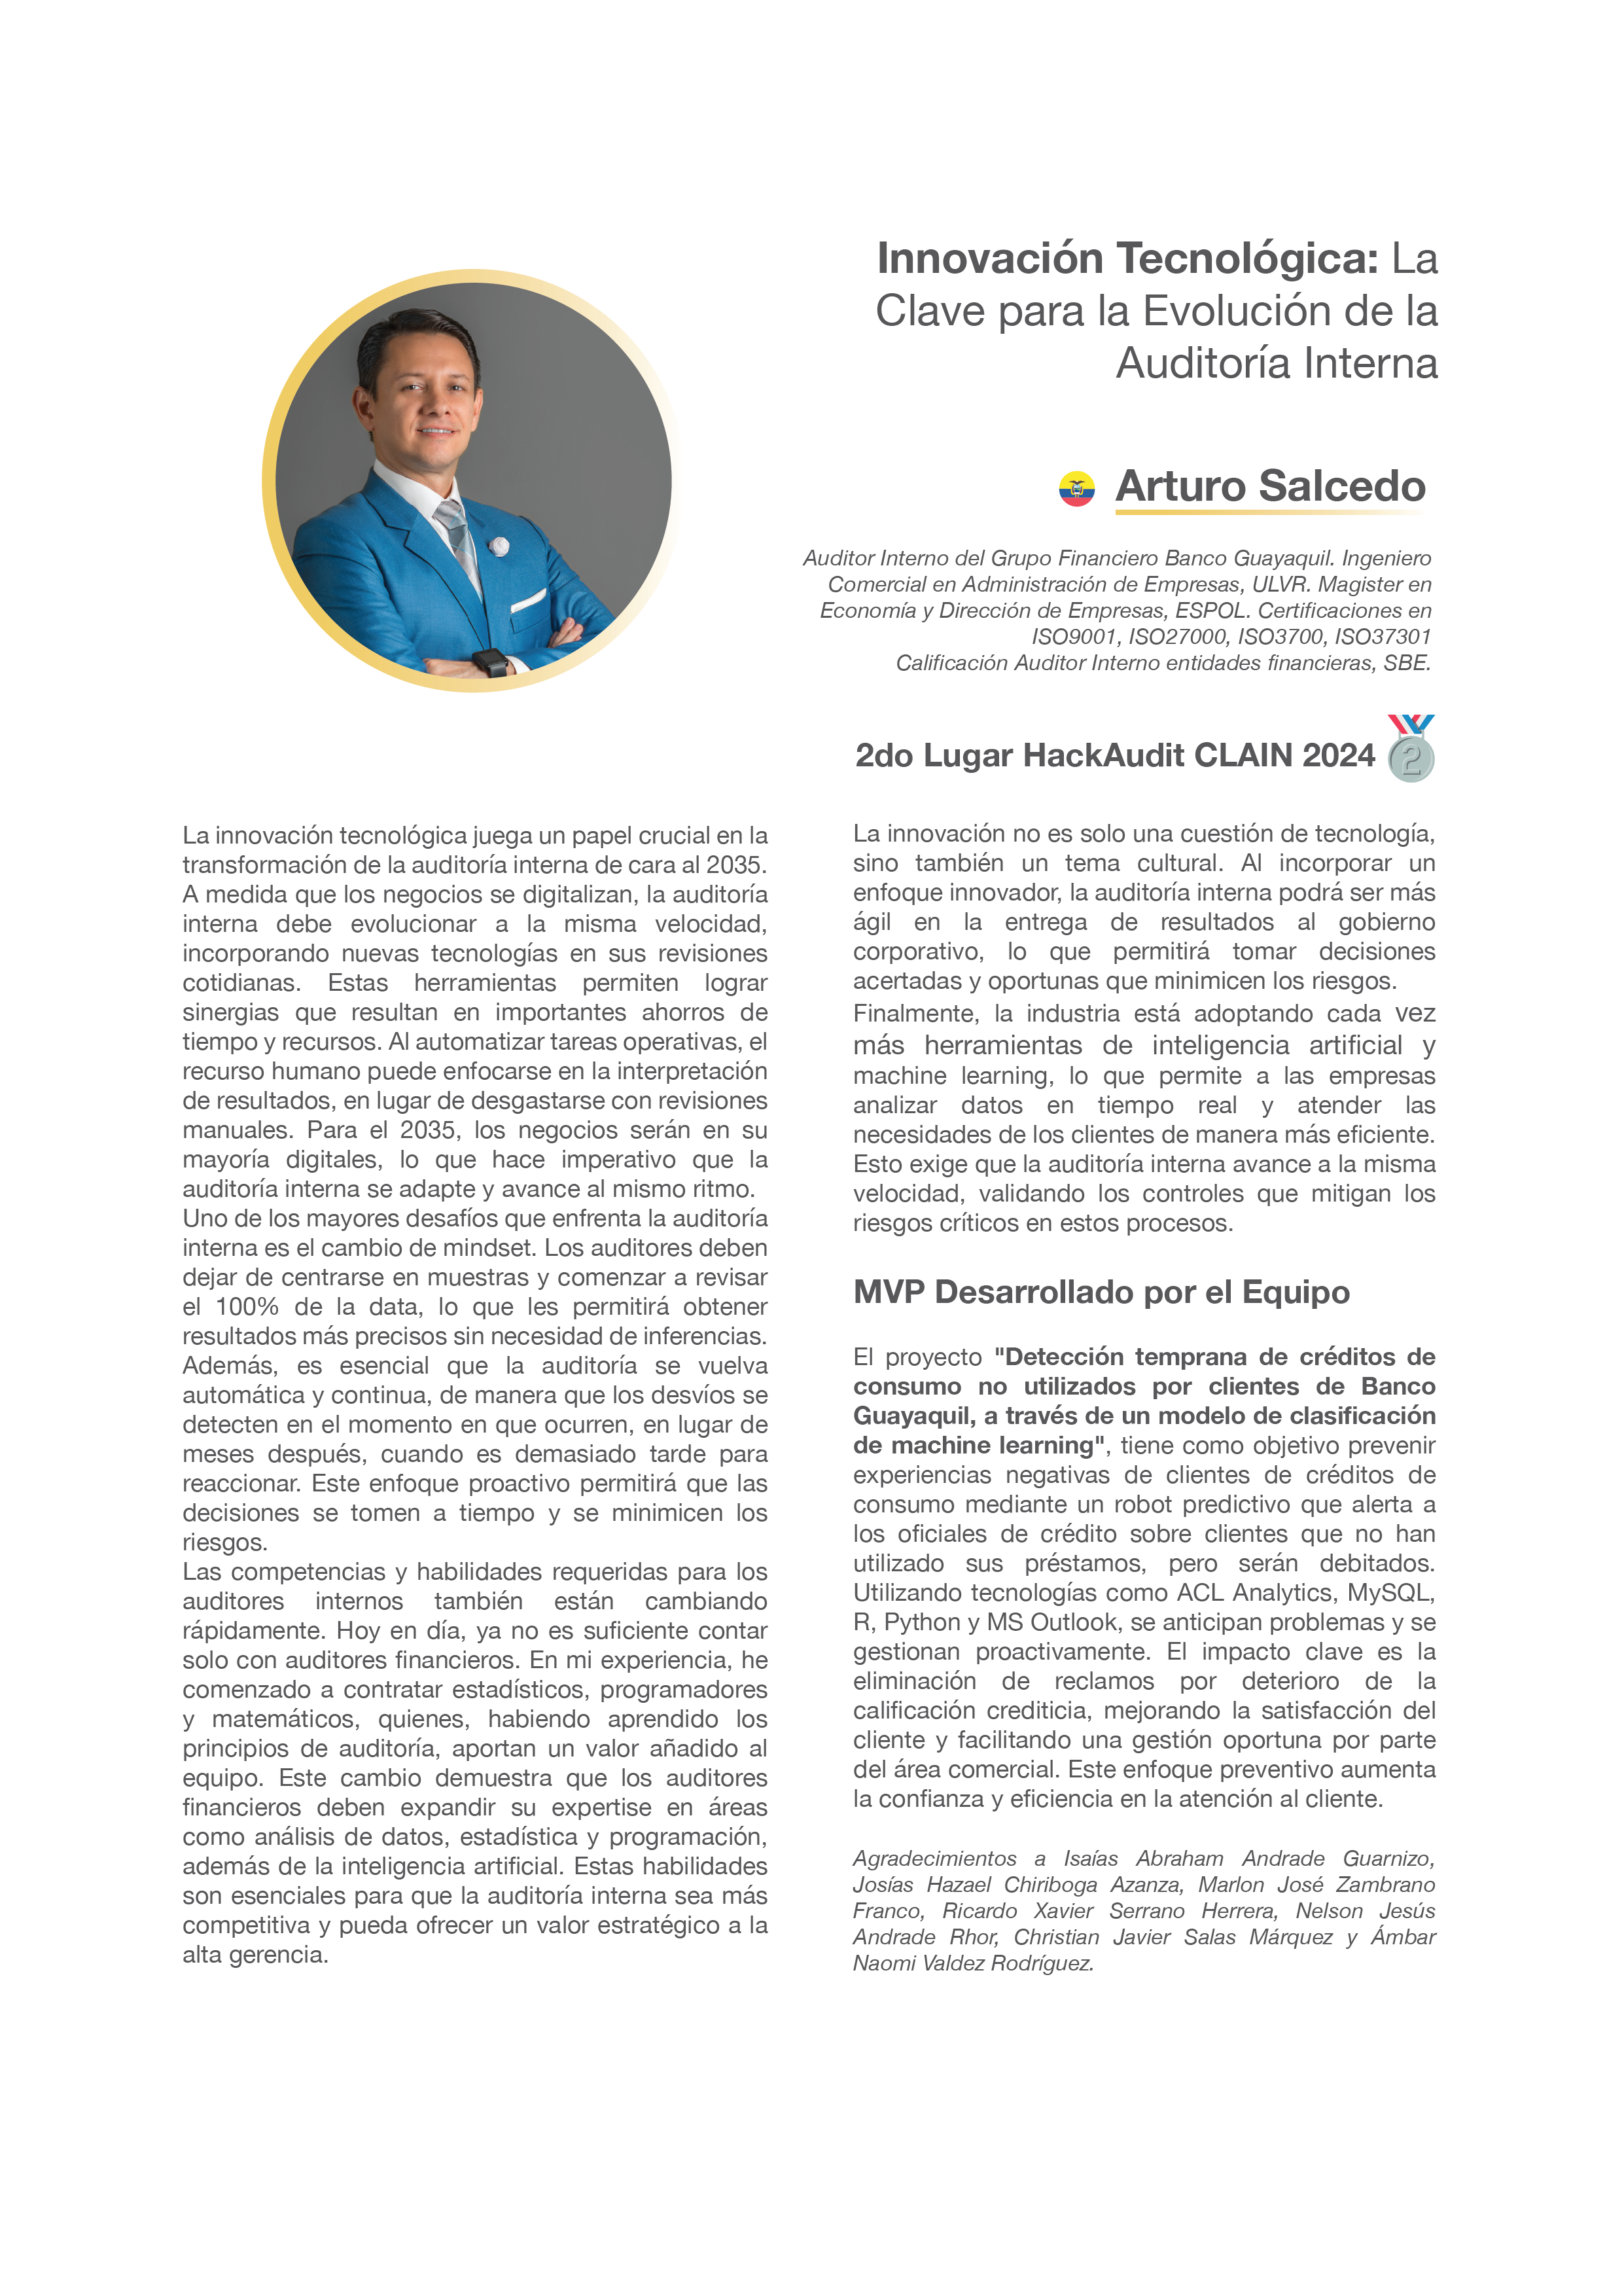 Innovación Tecnológica: La
Clave para la Evolución de la
Auditoría Interna
Arturo Salcedo
Auditor Interno del Grupo Financiero Banco Guayaquil. Ingeniero
Comercial en Administración de Empresas, ULVR. Magister en
Economía y Dirección de Empresas, ESPOL. Certificaciones en
ISO9001, ISO27000, ISO3700, ISO37301
Calificación Auditor Interno entidades financieras, SBE.
2do Lugar HackAudit CLAIN 2024
2
La innovación tecnológica juega un papel crucial en la
transformación de la auditoría interna de cara al 2035.
A medida que los negocios se digitalizan, la auditoría
interna debe evolucionar a la misma velocidad,
incorporando nuevas tecnologías en sus revisiones
cotidianas. Estas herramientas permiten lograr
sinergias que resultan en importantes ahorros de
tiempo y recursos. Al automatizar tareas operativas, el
recurso humano puede enfocarse en la interpretación
de resultados, en lugar de desgastarse con revisiones
manuales. Para el 2035, los negocios serán en su
mayoría digitales, lo que hace imperativo que la
auditoría interna se adapte y avance al mismo ritmo.
Uno de los mayores desafíos que enfrenta la auditoría
interna es el cambio de mindset. Los auditores deben
dejar de centrarse en muestras y comenzar a revisar
el 100% de la data, lo que les permitirá obtener
resultados más precisos sin necesidad de inferencias.
Además, es esencial que la auditoría se vuelva
automática y continua, de manera que los desvíos se
detecten en el momento en que ocurren, en lugar de
meses después, cuando es demasiado tarde para
reaccionar. Este enfoque proactivo permitirá que las
decisiones se tomen a tiempo y se minimicen los
riesgos.
Las competencias y habilidades requeridas para los
auditores internos también están cambiando
rápidamente. Hoy en día, ya no es suficiente contar
solo con auditores financieros. En mi experiencia, he
comenzado a contratar estadísticos, programadores
y matemáticos, quienes, habiendo aprendido los
principios de auditoría, aportan un valor añadido al
equipo. Este cambio demuestra que los auditores
financieros deben expandir su expertise en áreas
como análisis de datos, estadística y programación,
además de la inteligencia artificial. Estas habilidades
son esenciales para que la auditoría interna sea más
competitiva y pueda ofrecer un valor estratégico a la
alta gerencia.
La innovación no es solo una cuestión de tecnología,
sino también un tema cultural. Al incorporar un
enfoque innovador, la auditoría interna podrá ser más
ágil en la entrega de resultados al gobierno
corporativo, lo que permitirá tomar decisiones
acertadas y oportunas que minimicen los riesgos.
Finalmente, la industria está adoptando cada vez
más herramientas de inteligencia artificial y
machine learning, lo que permite a las empresas
analizar datos en tiempo real y atender las
necesidades de los clientes de manera más eficiente.
Esto exige que la auditoría interna avance a la misma
velocidad, validando los controles que mitigan los
riesgos críticos en estos procesos.
MVP Desarrollado por el Equipo
El proyecto "Detección temprana de créditos de
consumo no utilizados por clientes de Banco
Guayaquil, a través de un modelo de clasificación
de machine learning", tiene como objetivo prevenir
experiencias negativas de clientes de créditos de
consumo mediante un robot predictivo que alerta a
los oficiales de crédito sobre clientes que no han
utilizado sus préstamos, pero serán debitados.
Utilizando tecnologías como ACL Analytics, MySQL,
R, Python y MS Outlook, se anticipan problemas y se
gestionan proactivamente. El impacto clave es la
eliminación de reclamos por deterioro de la
calificación crediticia, mejorando la satisfacción del
cliente y facilitando una gestión oportuna por parte
del área comercial. Este enfoque preventivo aumenta
la confianza y eficiencia en la atención al cliente.
Agradecimientos a Isaías Abraham Andrade Guarnizo,
Josías Hazael Chiriboga Azanza, Marlon José Zambrano
Franco, Ricardo Xavier Serrano Herrera, Nelson Jesús
Andrade Rhor, Christian Javier Salas Márquez y Ámbar
Naomi Valdez Rodríguez.